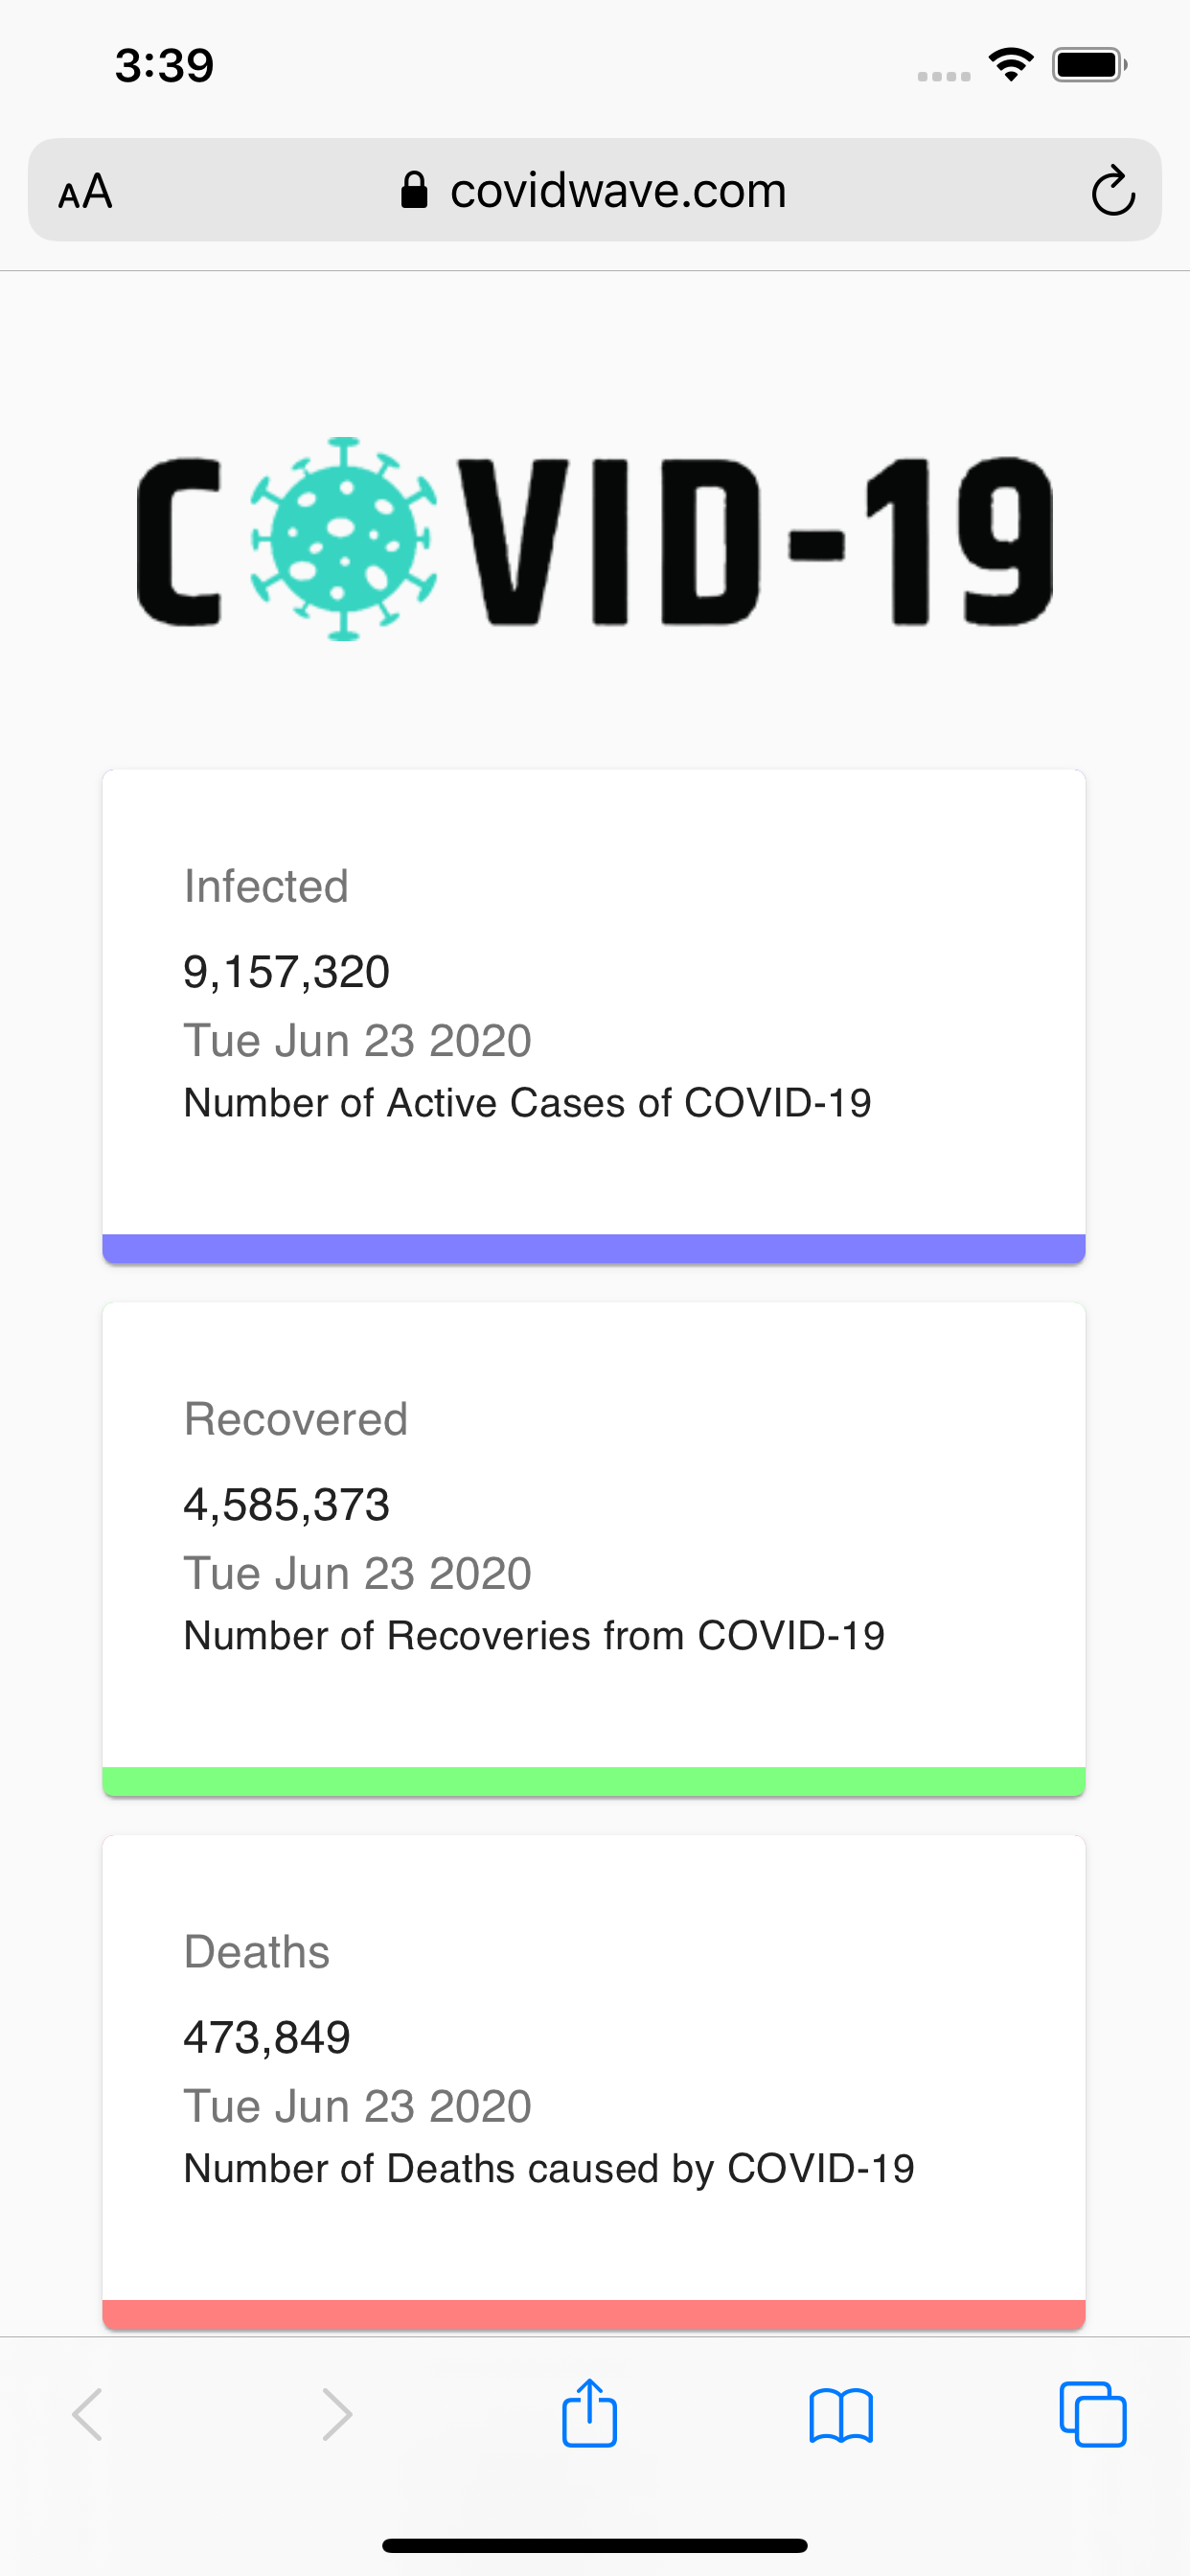 3:39
AA covidwave.com
COVID-19
Infected
9,157,320
Tue Jun 23 2020
Number of Active Cases of COVID-19
Recovered
4,585,373
Tue Jun 23 2020
Number of Recoveries from COVID-19
Deaths
473,849
Tue Jun 23 2020
Number of Deaths caused by COVID-19